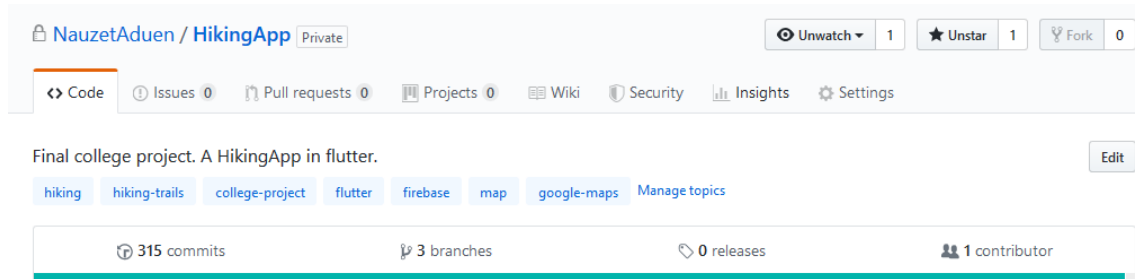 NauzetAduen / HikingApp Private Unwatch 1 Unstar 1 Fork 0
Code Issues 0 Pull requests 0 Projects 0 Wiki Security Insights Settings
Final college project. A HikingApp in flutter. Edit
hiking hiking-trails college-project flutter firebase map google-maps Manage topics
315 commits 3 branches 0 releases 1 contributor